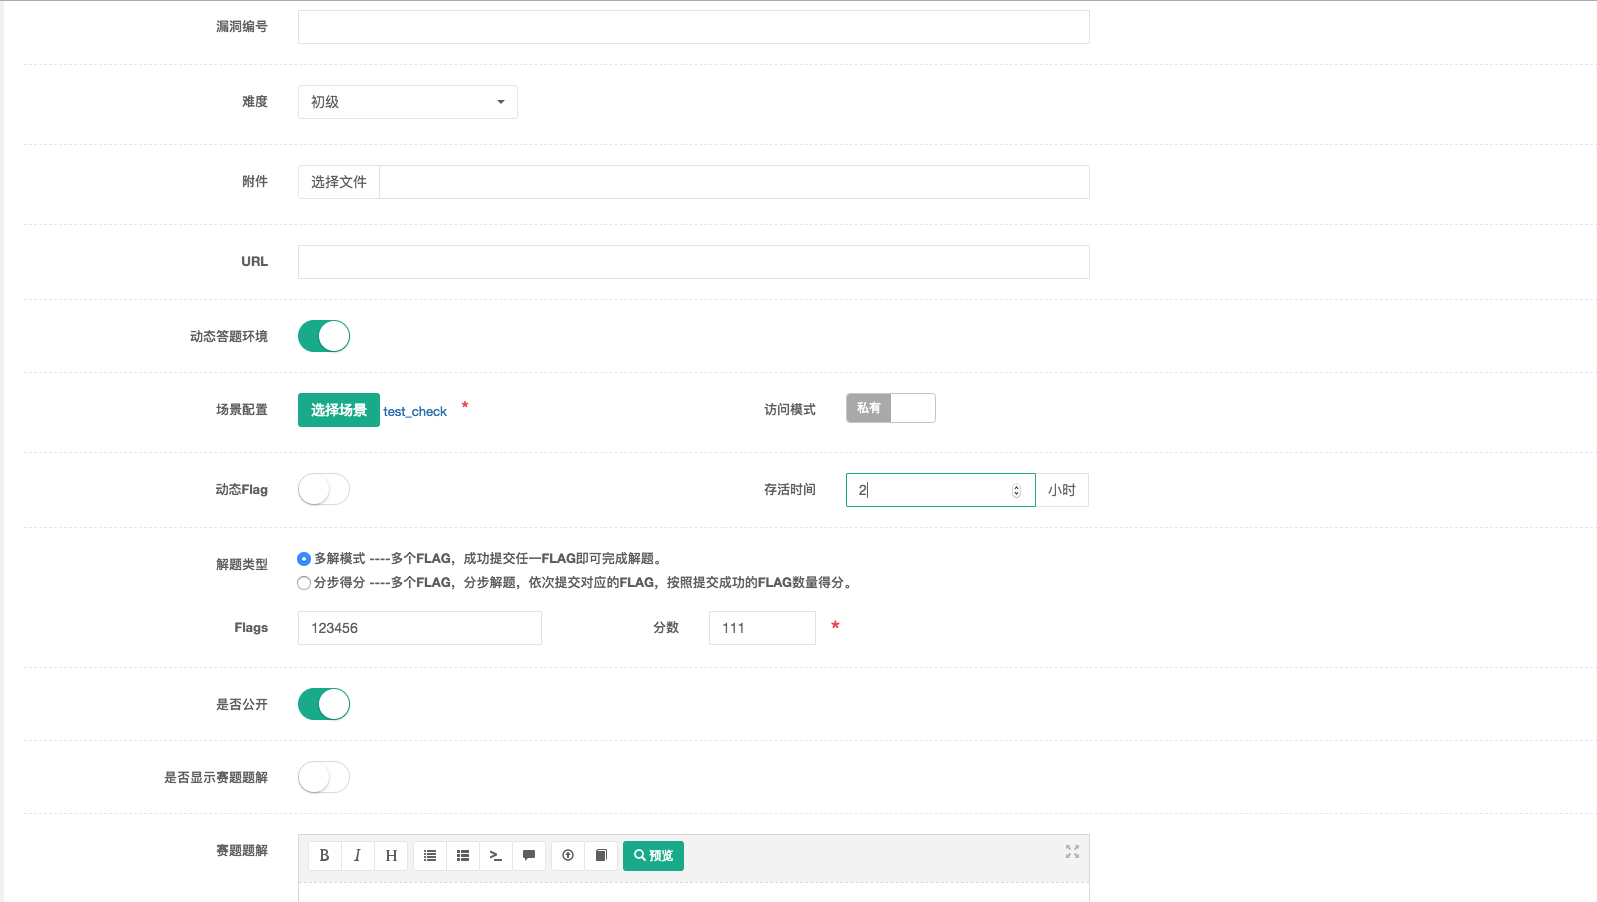 漏洞编号
难度 初级
附件 选择文件
URL
动态答题环境
场景配置 选择场景 test_check * 访问模式 私有
动态Flag 存活时间 2 小时
解题类型 多解模式 ----多个FLAG，成功提交任一FLAG即可完成解题。
分步得分 ----多个FLAG，分步解题，依次提交对应的FLAG，按照提交成功的FLAG数量得分。
Flags 123456 分数 111 *
是否公开
是否显示赛题题解
赛题题解 B I H 预览